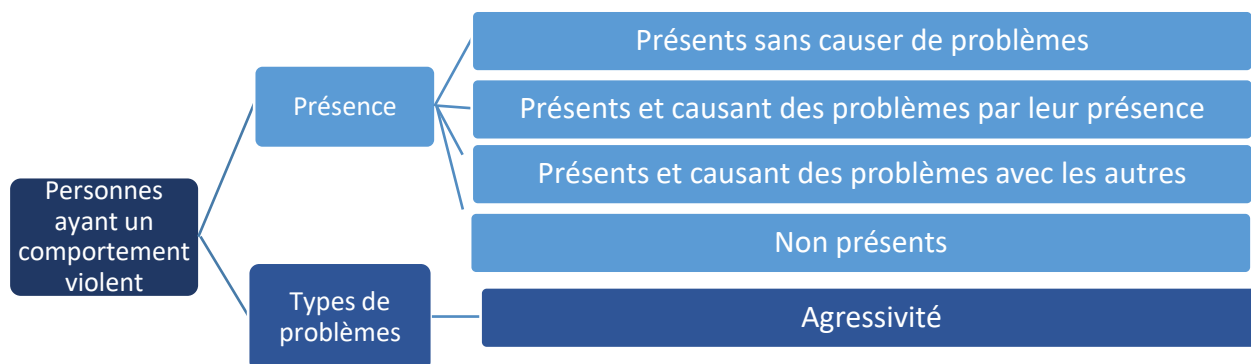 Personnes
ayant un
comportement
violent
Présence
Présents sans causer de problèmes
Présents et causant des problèmes par leur présence
Présents et causant des problèmes avec les autres
Non présents
Types de
problèmes
Agressivité